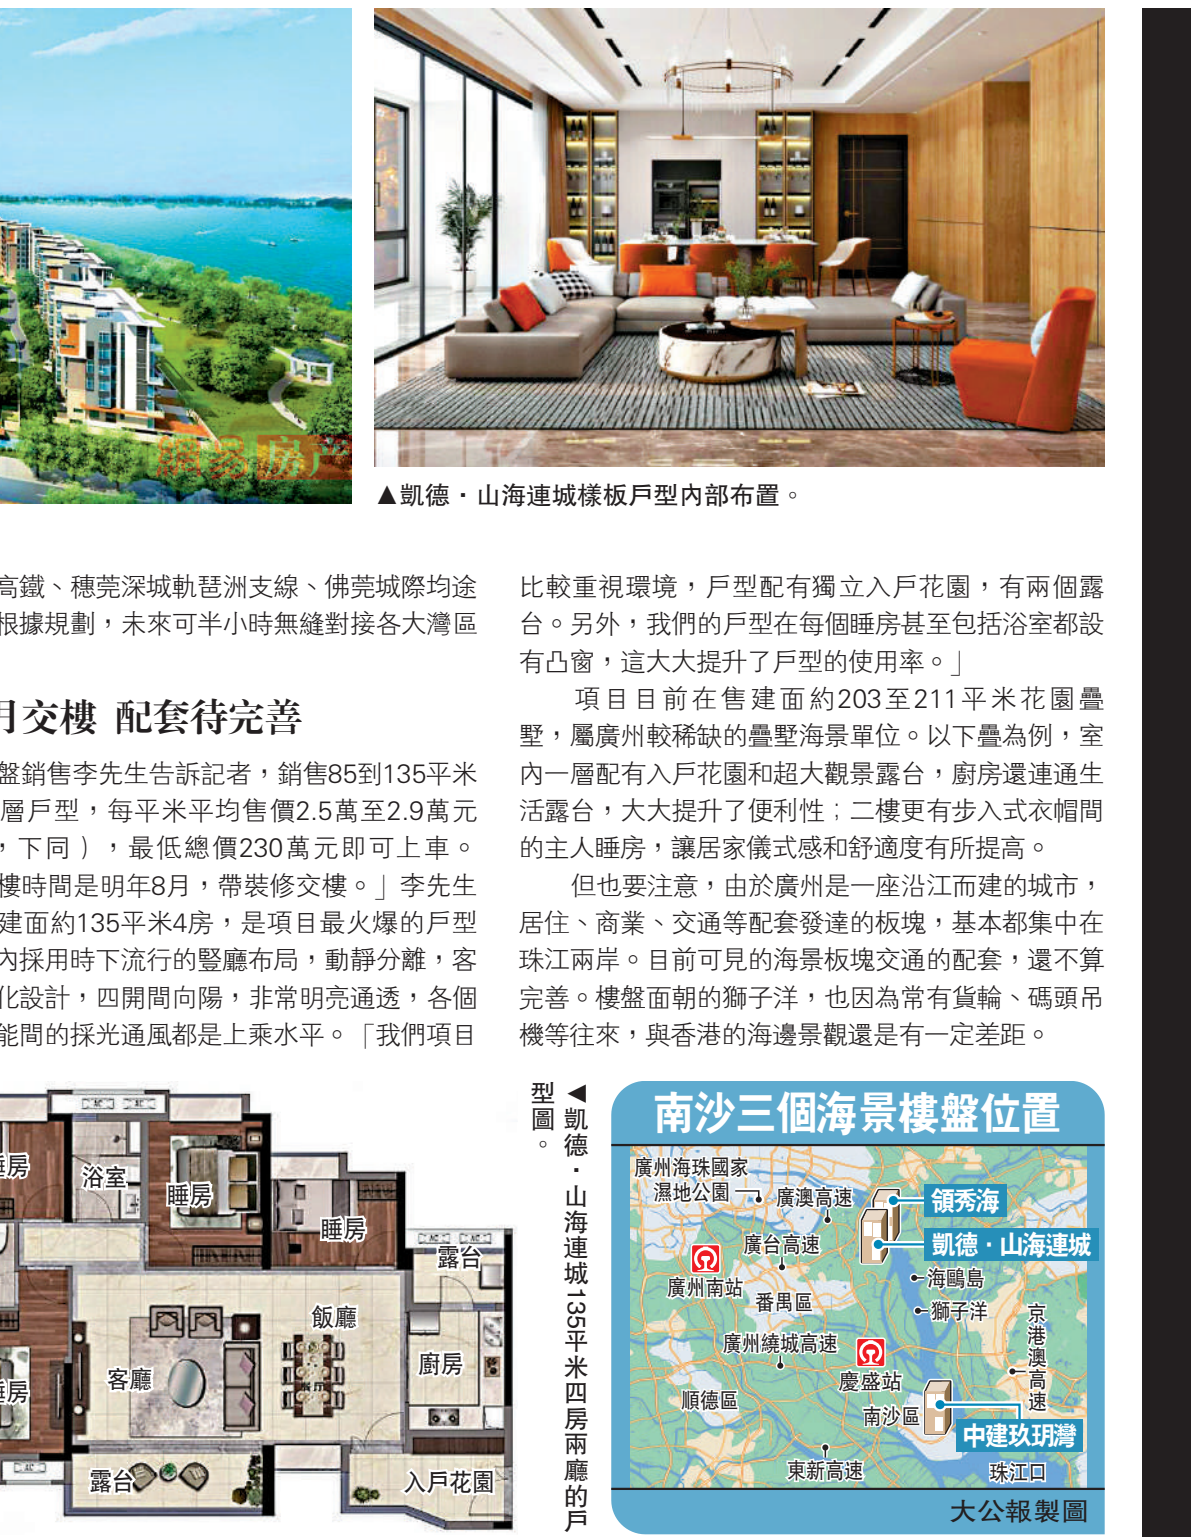 網易 房产
▲凱德·山海連城樣板戶型內部布置。
高鐵、穗莞深城軌琶洲支線、佛莞城際均途
根據規劃，未來可半小時無縫對接各大灣區
月交樓 配套待完善
盤銷售李先生告訴記者，銷售85到135平米
層戶型，每平米平均售價2.5萬至2.9萬元
，下同），最低總價230萬元即可上車。
樓時間是明年8月，帶裝修交樓。」李先生
建面約135平米4房，是項目最火爆的戶型
內採用時下流行的豎廳布局，動靜分離，客
化設計，四開間向陽，非常明亮通透，各個
能間的採光通風都是上乘水平。「我們項目
比較重視環境，戶型配有獨立入戶花園，有兩個露
台。另外，我們的戶型在每個睡房甚至包括浴室都設
有凸窗，這大大提升了戶型的使用率。」
項目目前在售建面約203至211平米花園疊
墅，屬廣州較稀缺的疊墅海景單位。以下疊為例，室
內一層配有入戶花園和超大觀景露台，廚房還連通生
活露台，大大提升了便利性；二樓更有步入式衣帽間
的主人睡房，讓居家儀式感和舒適度有所提高。
但也要注意，由於廣州是一座沿江而建的城市，
居住、商業、交通等配套發達的板塊，基本都集中在
珠江兩岸。目前可見的海景板塊交通的配套，還不算
完善。樓盤面朝的獅子洋，也因為常有貨輪、碼頭吊
機等往來，與香港的海邊景觀還是有一定差距。
AC AC
睡房
浴室
睡房
睡房
AC AC
露台
飯廳
客廳
餐厅
廚房
睡房
AC
露台
入戶花園
◀凱德·山海連城135平米四房兩廳的戶
型圖。
南沙三個海景樓盤位置
廣州海珠國家
濕地公園
廣澳高速
領秀海
凱德·山海連城
廣台高速
海鷗島
廣州南站
番禺區
獅子洋
京港澳高速
廣州繞城高速
慶盛站
順德區
南沙區
中建玖玥灣
東新高速
珠江口
大公報製圖